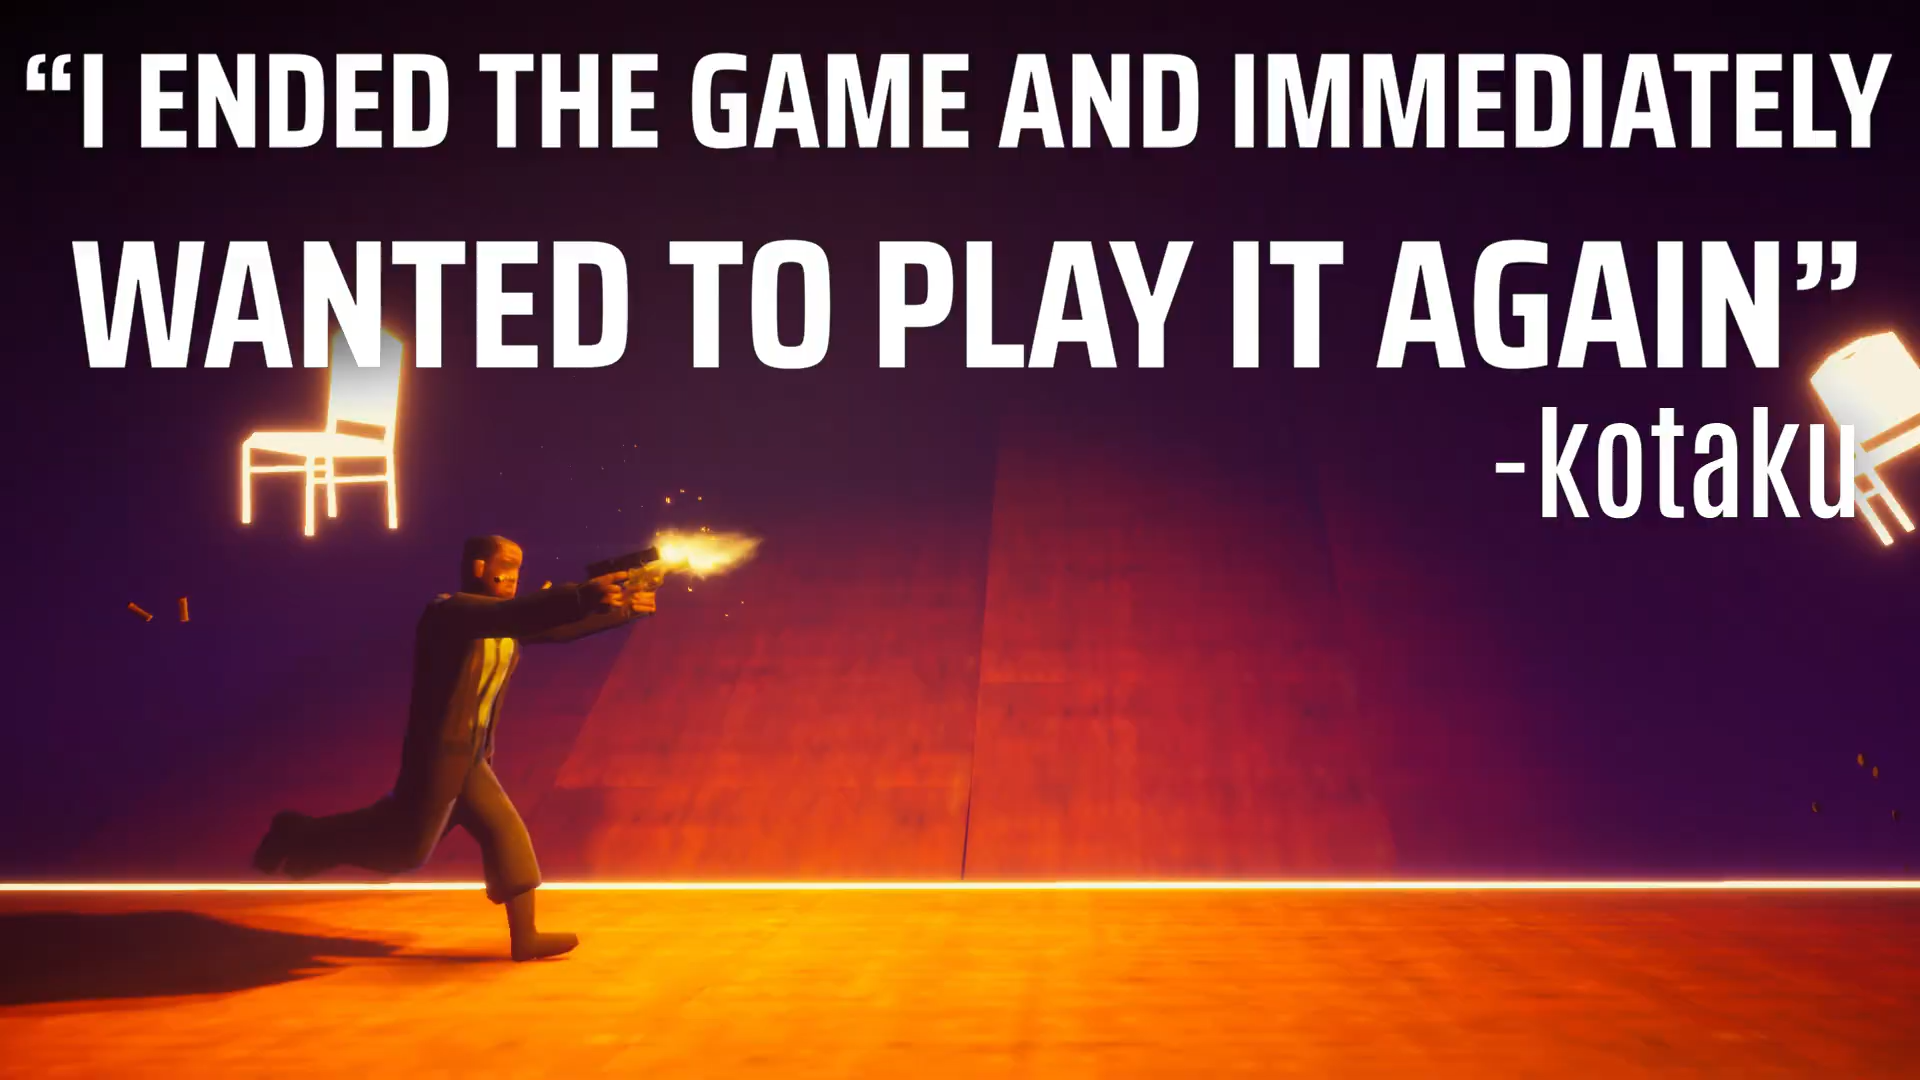 “I ENDED THE GAME AND IMMEDIATELY
WANTED TO PLAY IT AGAIN”
-kotaku